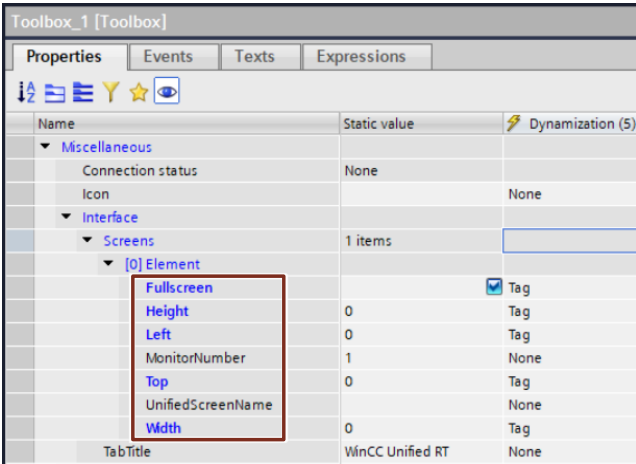 Toolbox_1 [Toolbox]
Properties Events Texts Expressions
Name Static value Dynamization (5)
Miscellaneous
Connection status None
Icon None
Interface
Screens 1 items
[0] Element
Fullscreen Tag
Height 0 Tag
Left 0 Tag
MonitorNumber 1 None
Top 0 Tag
UnifiedScreenName None
Width 0 Tag
TabTitle WinCC Unified RT None